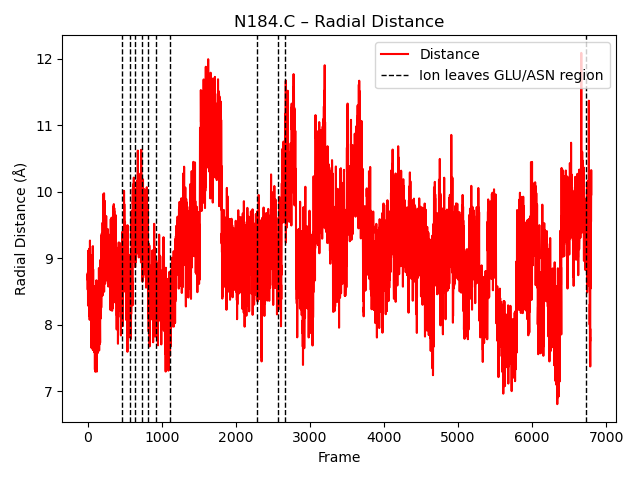 N184.C – Radial Distance
Distance
Ion leaves GLU/ASN region
Radial Distance (Å)
12
11
10
9
8
7
0 1000 2000 3000 4000 5000 6000 7000
Frame